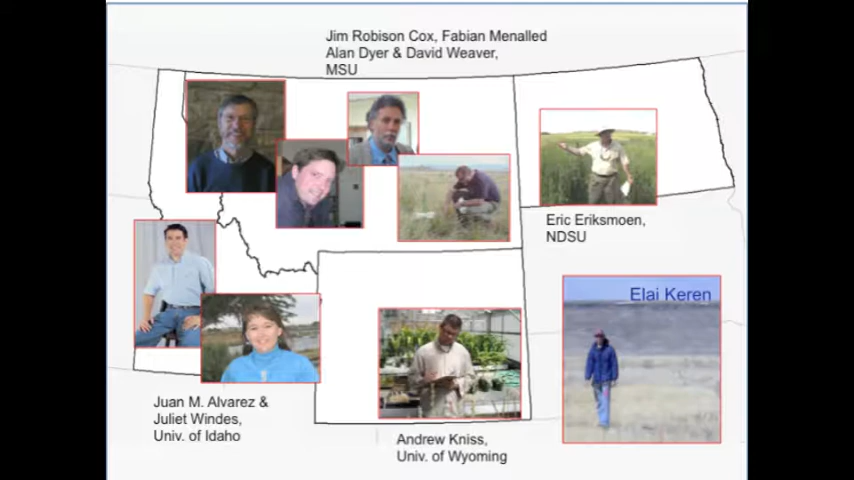 Jim Robison Cox, Fabian Menalled
Alan Dyer & David Weaver,
MSU
Eric Eriksmoen,
NDSU
Elai Keren
Juan M. Alvarez &
Juliet Windes,
Univ. of Idaho
Andrew Kniss,
Univ. of Wyoming